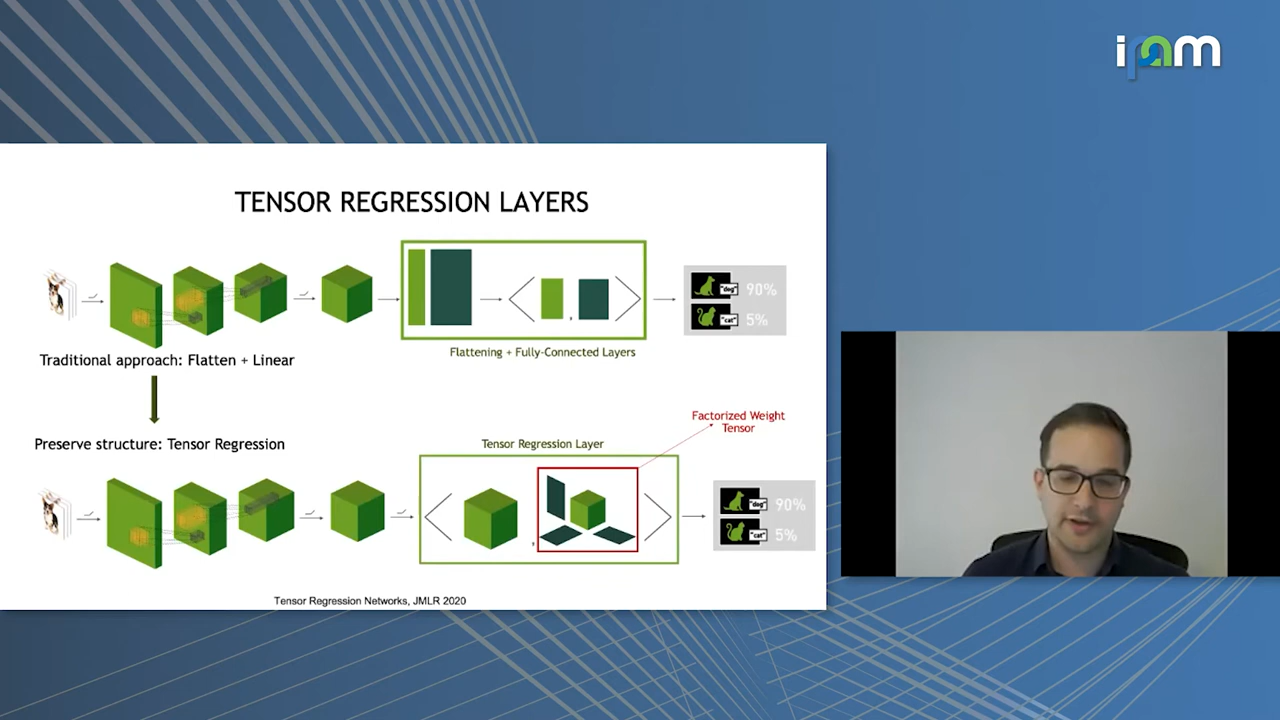 ipam
TENSOR REGRESSION LAYERS
"dog" 90%
"cat" 5%
Flattening + Fully-Connected Layers
Traditional approach: Flatten + Linear
Factorized Weight
Tensor
Preserve structure: Tensor Regression
Tensor Regression Layer
"dog" 90%
"cat" 5%
Tensor Regression Networks, JMLR 2020